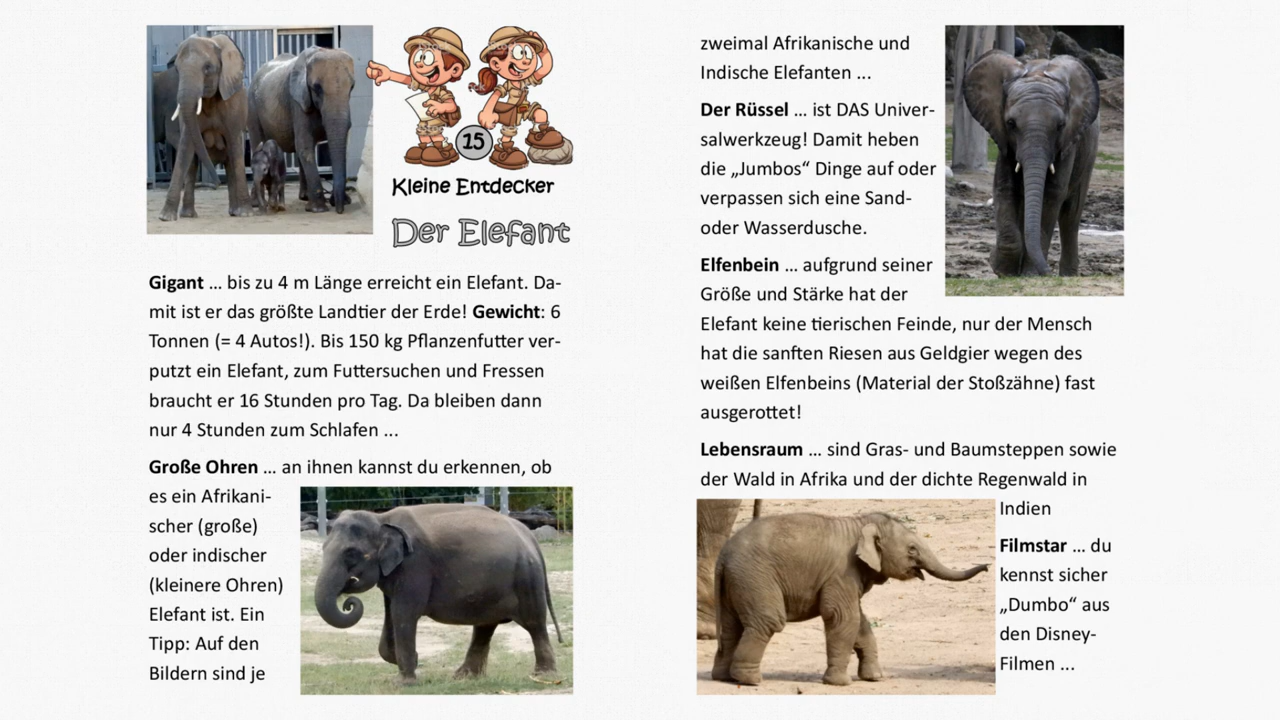 15
Kleine Entdecker
Der Elefant
Gigant ... bis zu 4 m Länge erreicht ein Elefant. Da-
mit ist er das größte Landtier der Erde! Gewicht: 6
Tonnen (= 4 Autos!). Bis 150 kg Pflanzenfutter ver-
putzt ein Elefant, zum Futtersuchen und Fressen
braucht er 16 Stunden pro Tag. Da bleiben dann
nur 4 Stunden zum Schlafen ...
Große Ohren ... an ihnen kannst du erkennen, ob
es ein Afrikani-
scher (große)
oder indischer
(kleinere Ohren)
Elefant ist. Ein
Tipp: Auf den
Bildern sind je
zweimal Afrikanische und
Indische Elefanten ...
Der Rüssel ... ist DAS Univer-
salwerkzeug! Damit heben
die „Jumbos“ Dinge auf oder
verpassen sich eine Sand-
oder Wasserdusche.
Elfenbein ... aufgrund seiner
Größe und Stärke hat der
Elefant keine tierischen Feinde, nur der Mensch
hat die sanften Riesen aus Geldgier wegen des
weißen Elfenbeins (Material der Stoßzähne) fast
ausgerottet!
Lebensraum ... sind Gras- und Baumsteppen sowie
der Wald in Afrika und der dichte Regenwald in
Indien
Filmstar ... du
kennst sicher
„Dumbo“ aus
den Disney-
Filmen ...